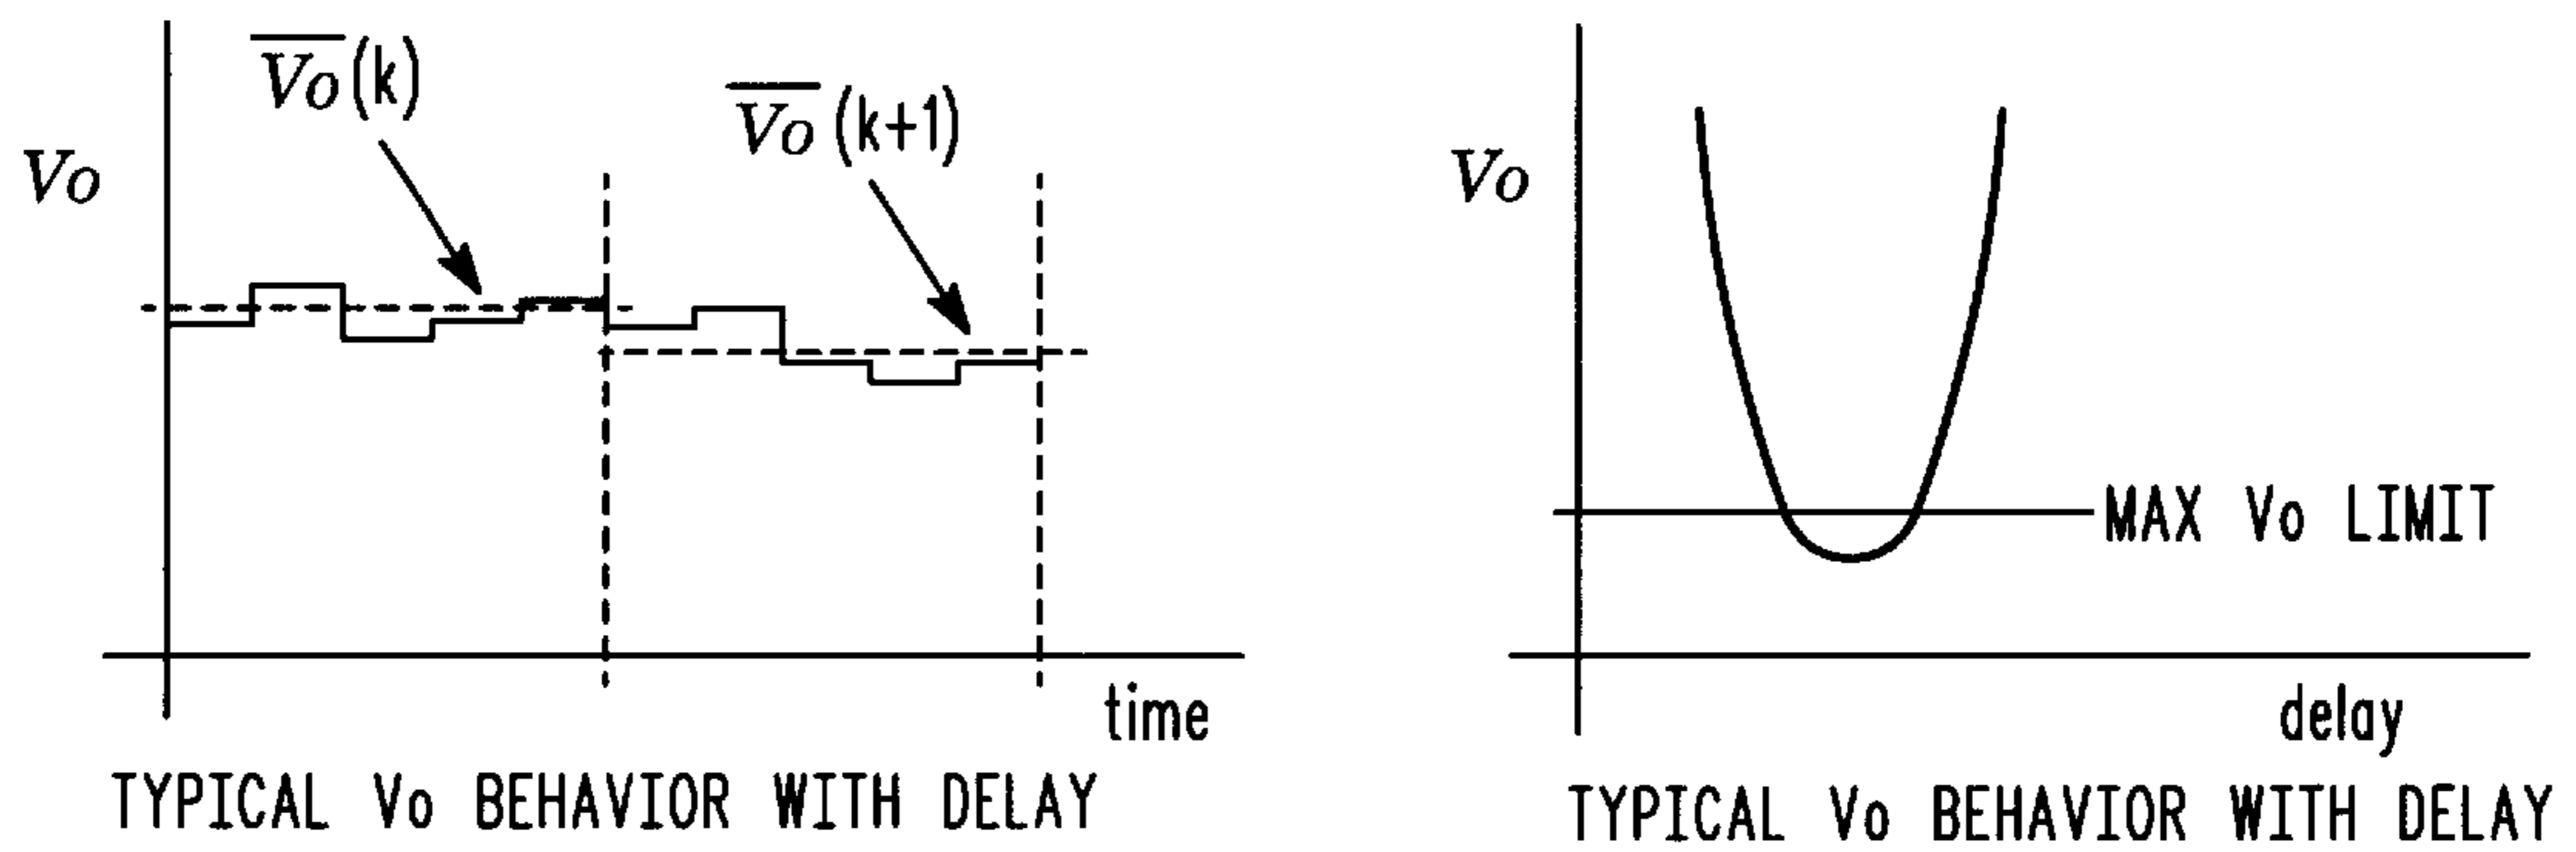 Vo(k)
Vo(k+1)
Vo
time
TYPICAL Vo BEHAVIOR WITH DELAY
Vo
MAX Vo LIMIT
delay
TYPICAL Vo BEHAVIOR WITH DELAY